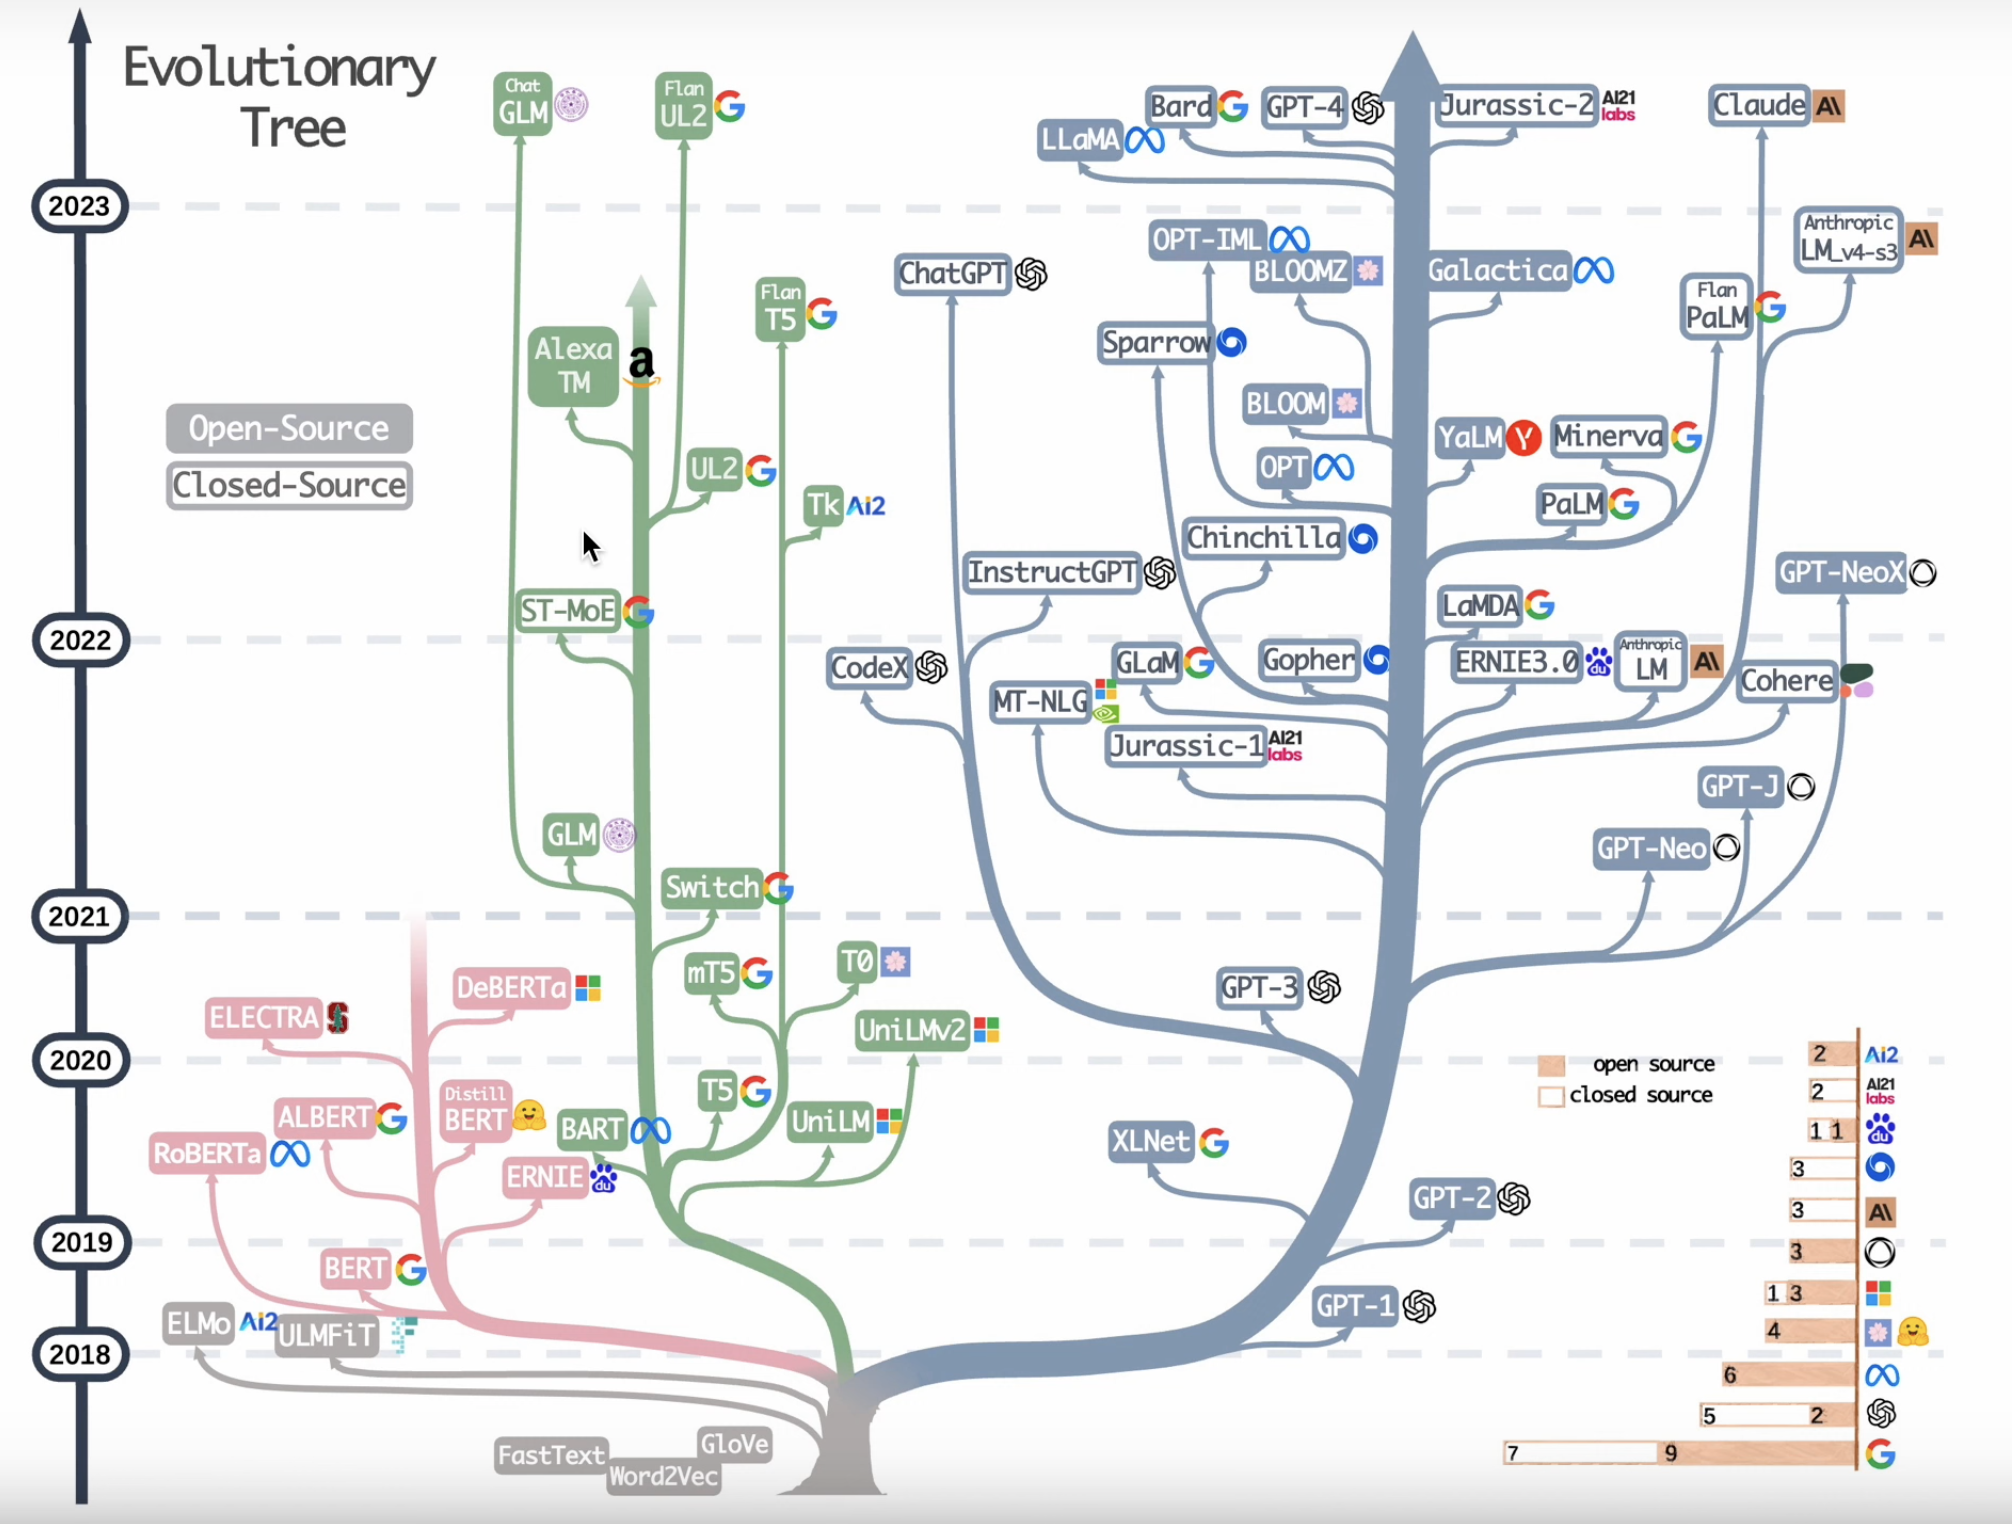 Evolutionary
Tree
2023
2022
2021
2020
2019
2018
Open-Source
Closed-Source
Chat
GLM
Flan
UL2
Alexa
TM
a
Flan
T5
UL2
Tk
Ai2
ST-MoE
GLM
Switch
mT5
T0
UniLMv2
T5
UniLM
BART
DeBERTa
ELECTRA
S
Distill
BERT
ALBERT
RoBERTa
ERNIE
du
BERT
ELMo
Ai2
ULMFiT
FastText
Word2Vec
GloVe
Bard
GPT-4
Jurassic-2
AI21
labs
Claude
A\
LLaMA
OPT-IML
BLOOMZ
Galactica
Anthropic
LM_v4-s3
A\
ChatGPT
Flan
PaLM
Sparrow
BLOOM
YaLM
Y
Minerva
OPT
PaLM
Chinchilla
InstructGPT
GPT-NeoX
LaMDA
CodeX
GLaM
Gopher
ERNIE3.0
du
Anthropic
LM
A\
Cohere
MT-NLG
Jurassic-1
AI21
labs
GPT-J
GPT-Neo
GPT-3
XLNet
GPT-2
GPT-1
open source
closed source
2
Ai2
2
AI21
labs
1 1
du
3
3
A\
3
1 3
4
6
5 2
7 9